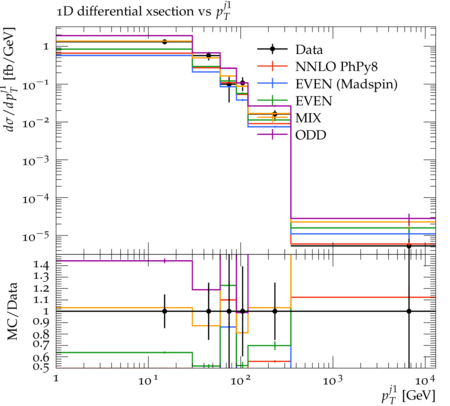 1D differential xsection vs p_T^{j1}
dσ/dp_T^{j1} [fb/GeV]
1
10^{-1}
10^{-2}
10^{-3}
10^{-4}
10^{-5}
Data
NNLO PhPy8
EVEN (Madspin)
EVEN
MIX
ODD
MC/Data
1.4
1.3
1.2
1.1
1
0.9
0.8
0.7
0.6
0.5
1
10^1
10^2
10^3
10^4
p_T^{j1} [GeV]